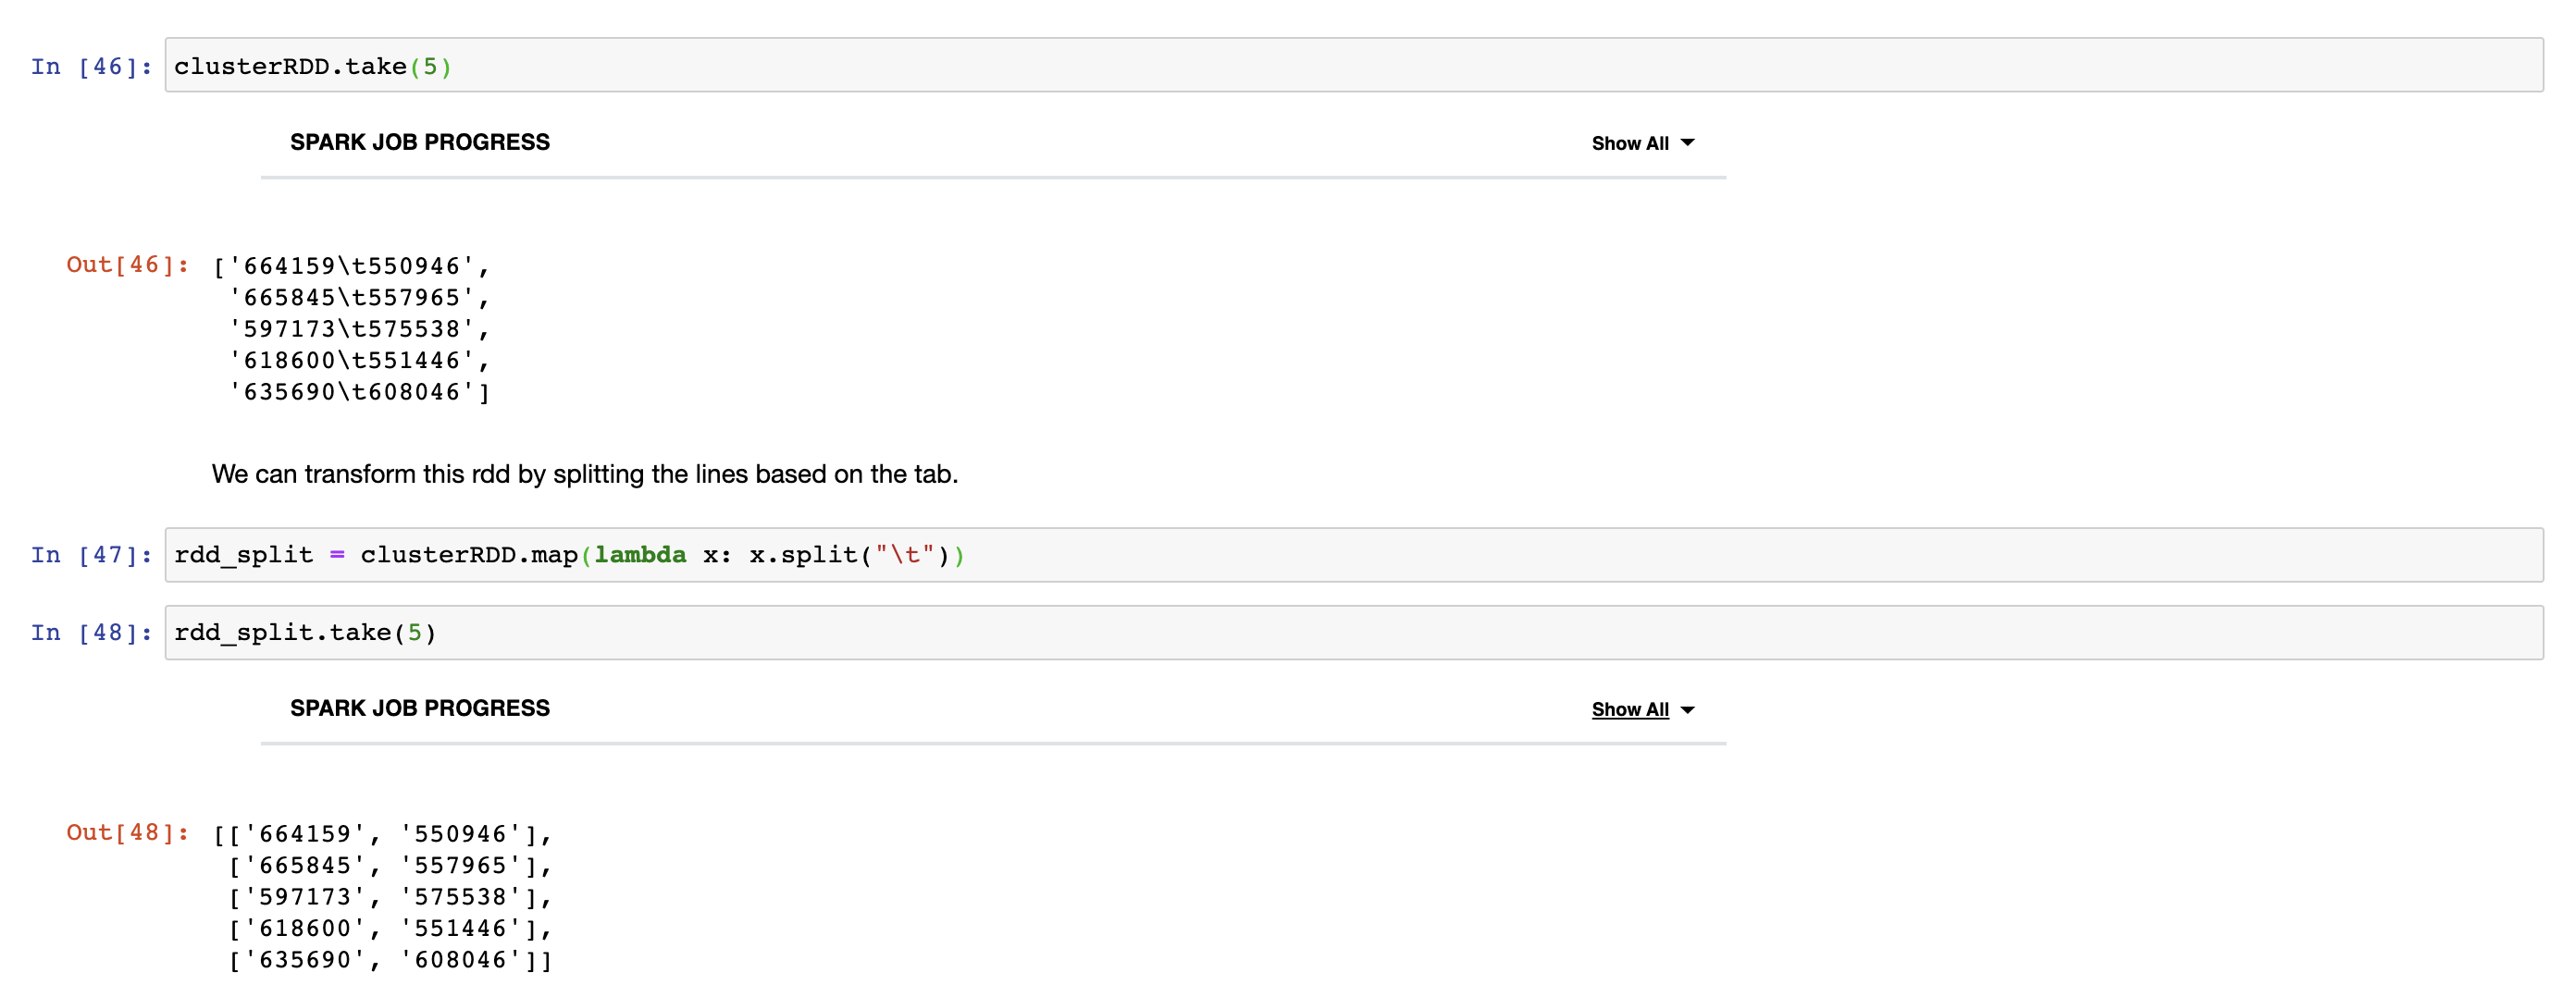 In [46]: clusterRDD.take(5)
SPARK JOB PROGRESS Show All
Out[46]: ['664159\t550946',
'665845\t557965',
'597173\t575538',
'618600\t551446',
'635690\t608046']
We can transform this rdd by splitting the lines based on the tab.
In [47]: rdd_split = clusterRDD.map(lambda x: x.split("\t"))
In [48]: rdd_split.take(5)
SPARK JOB PROGRESS Show All
Out[48]: [['664159', '550946'],
['665845', '557965'],
['597173', '575538'],
['618600', '551446'],
['635690', '608046']]